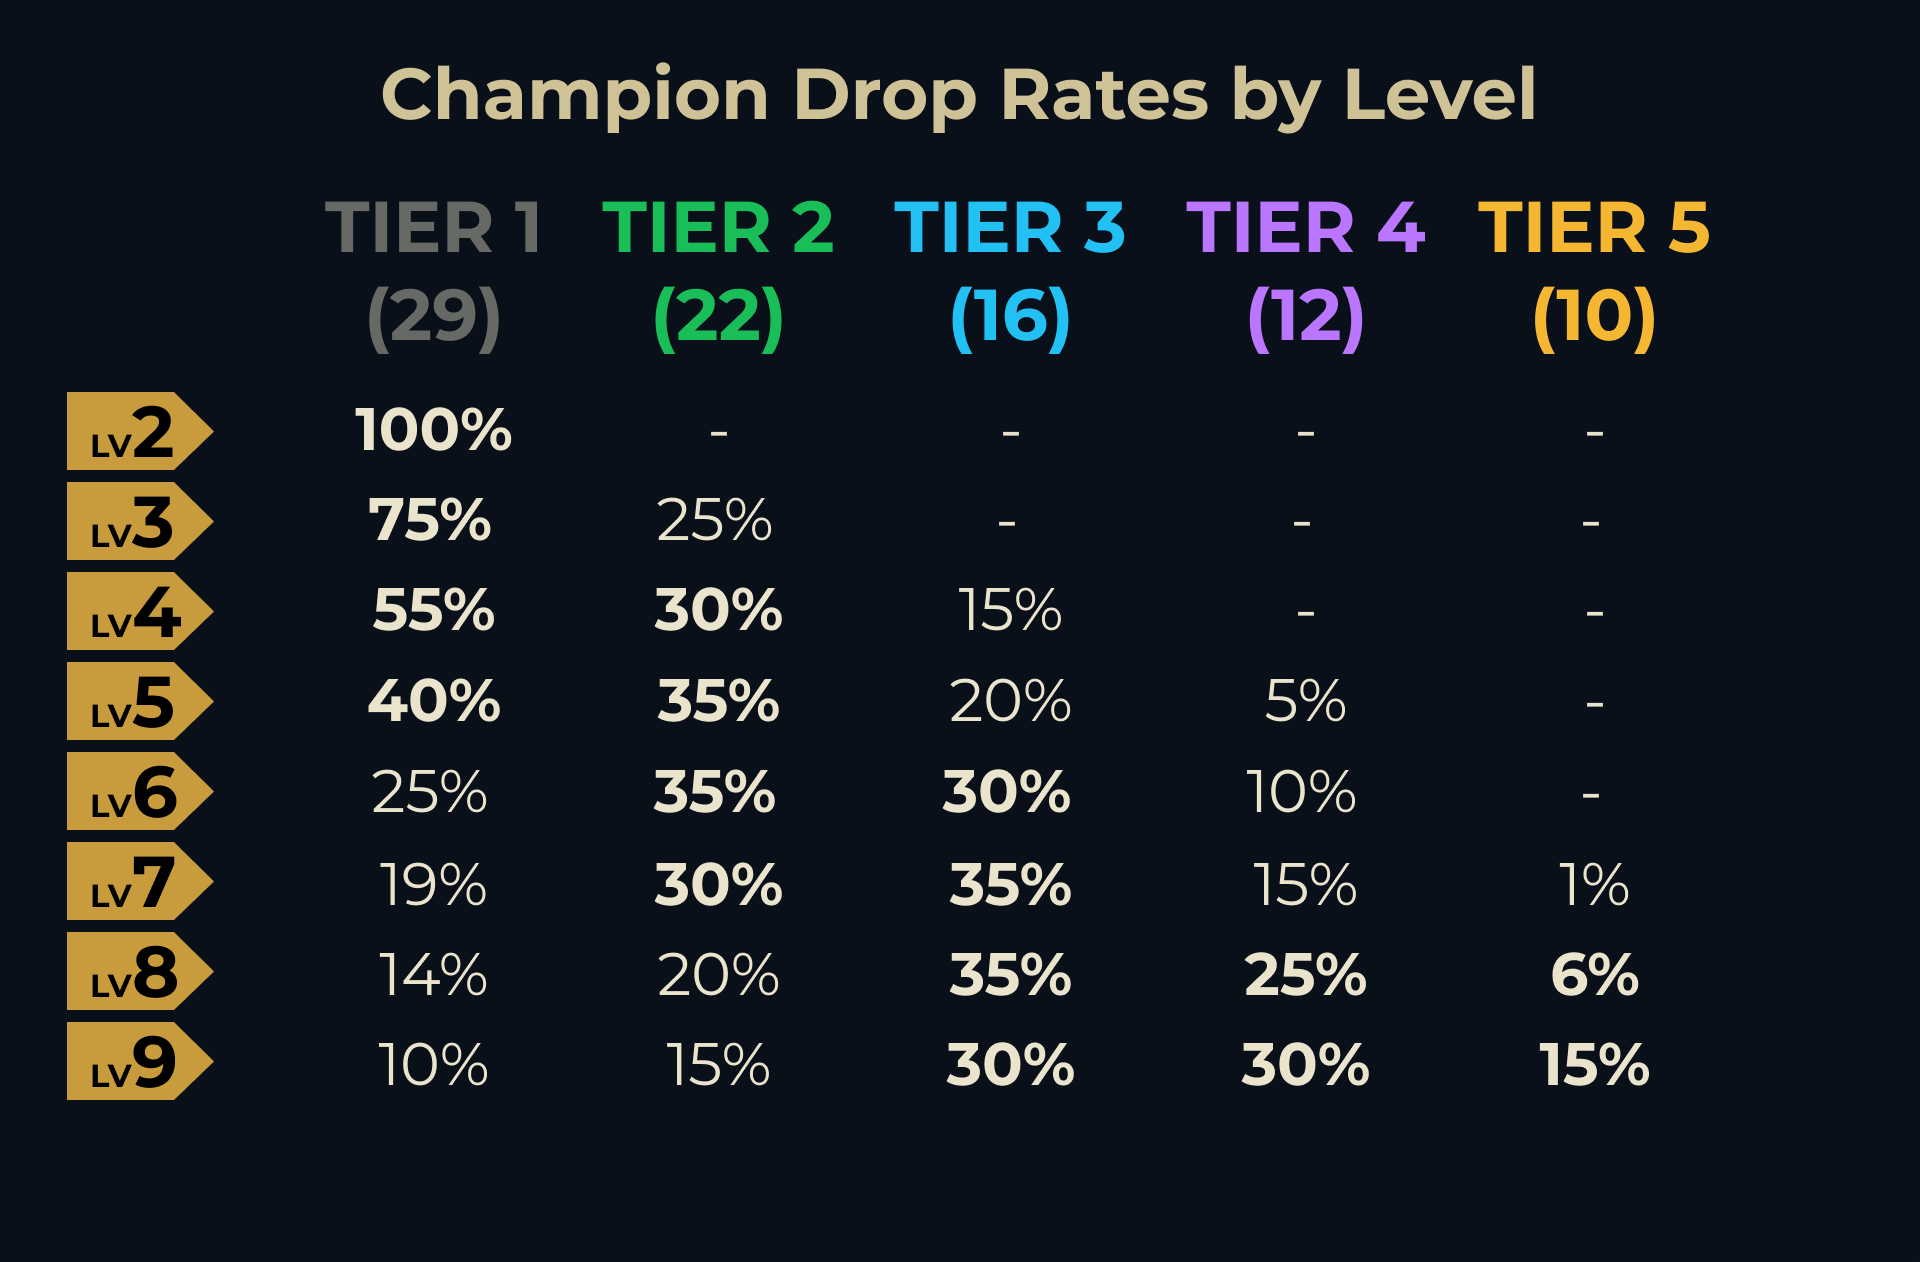 Champion Drop Rates by Level
TIER 1 TIER 2 TIER 3 TIER 4 TIER 5
(29) (22) (16) (12) (10)
LV2 100% - - - -
LV3 75% 25% - - -
LV4 55% 30% 15% - -
LV5 40% 35% 20% 5% -
LV6 25% 35% 30% 10% -
LV7 19% 30% 35% 15% 1%
LV8 14% 20% 35% 25% 6%
LV9 10% 15% 30% 30% 15%